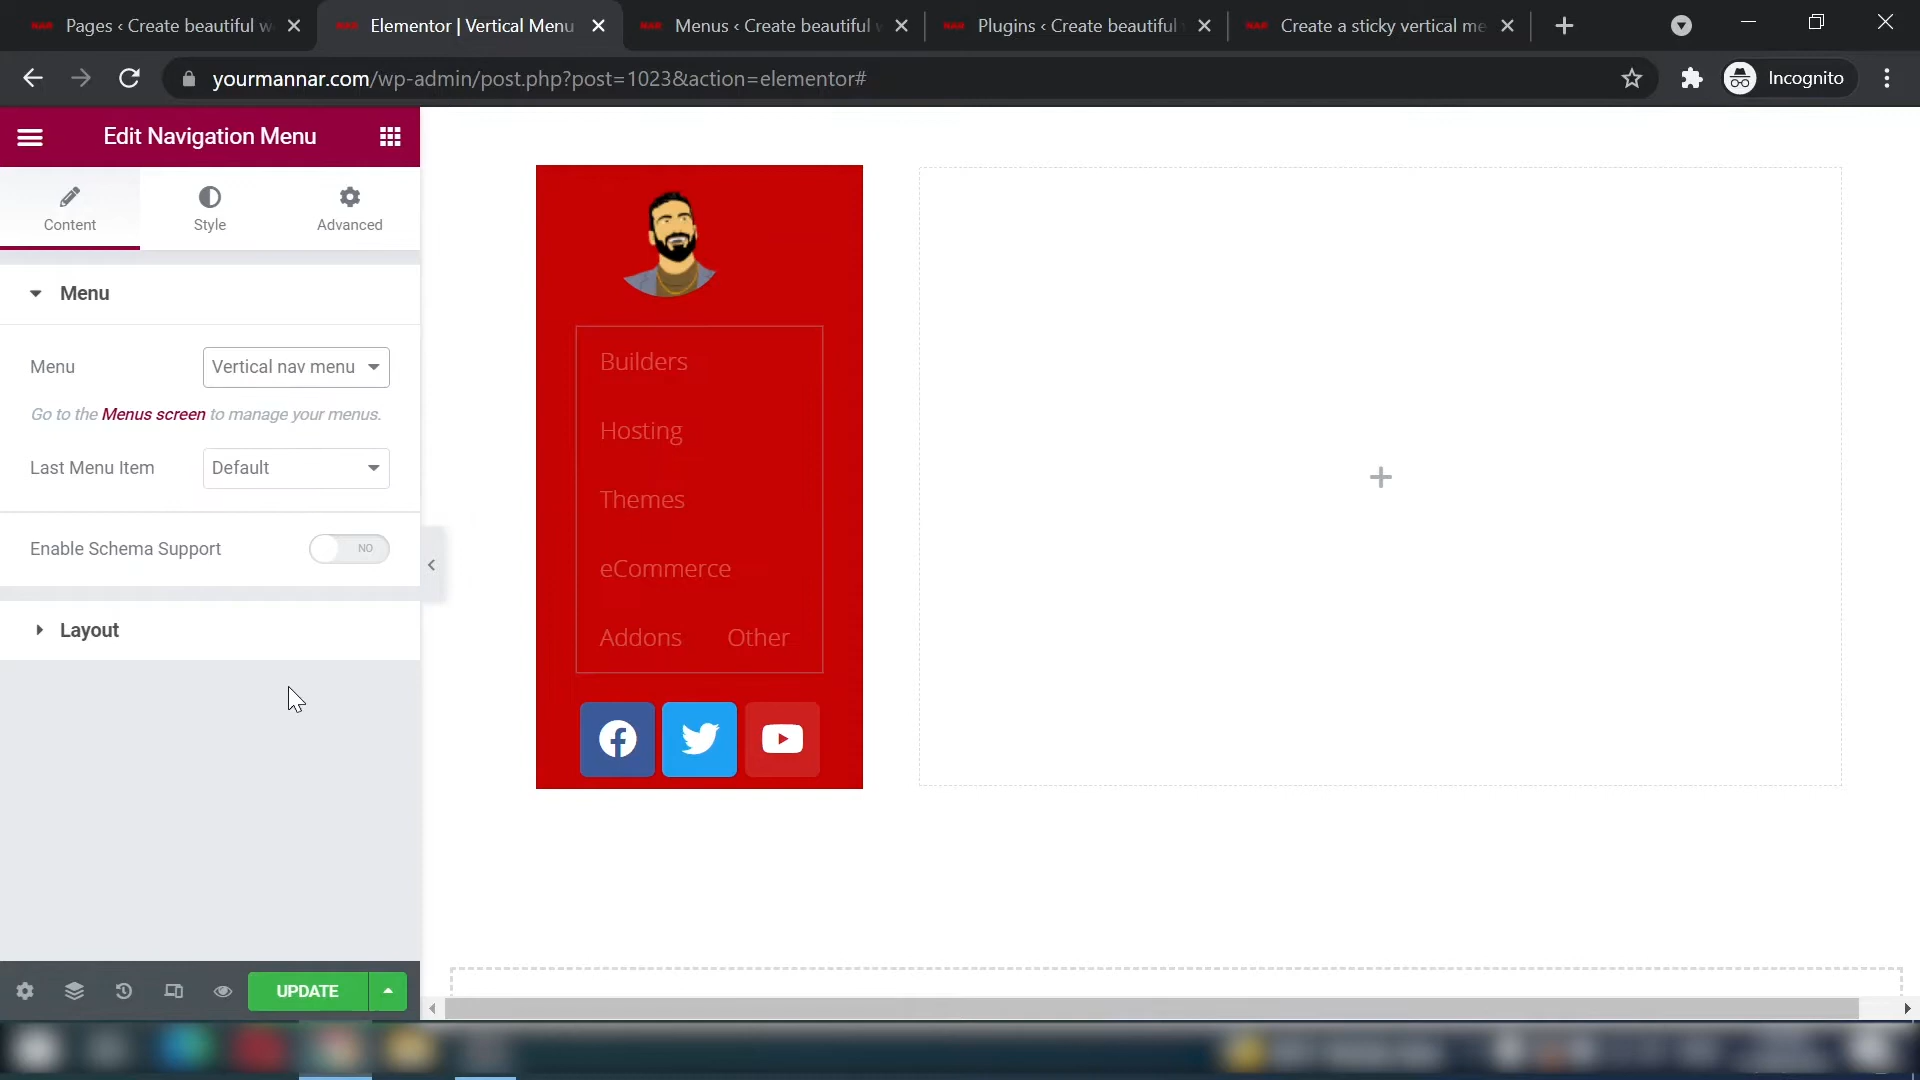 Pages ‹ Create beautiful w
Elementor | Vertical Menu
Menus ‹ Create beautiful
Plugins ‹ Create beautiful
Create a sticky vertical me
yourmannar.com/wp-admin/post.php?post=1023&action=elementor#
Incognito
Edit Navigation Menu
Content
Style
Advanced
Menu
Menu
Vertical nav menu
Go to the Menus screen to manage your menus.
Last Menu Item
Default
Enable Schema Support
NO
Layout
UPDATE
Builders
Hosting
Themes
eCommerce
Addons
Other